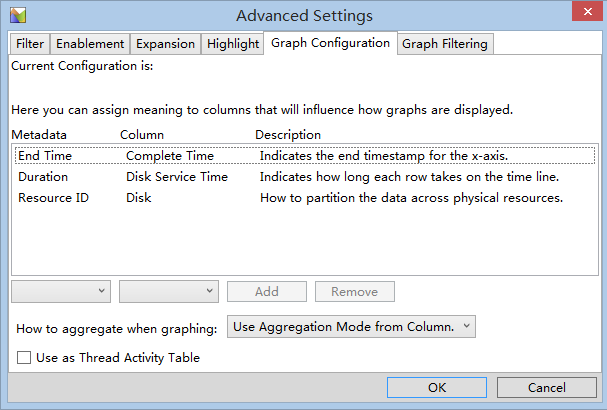 Advanced Settings
Filter Enablement Expansion Highlight Graph Configuration Graph Filtering
Current Configuration is:
Here you can assign meaning to columns that will influence how graphs are displayed.
Metadata Column Description
End Time Complete Time Indicates the end timestamp for the x-axis.
Duration Disk Service Time Indicates how long each row takes on the time line.
Resource ID Disk How to partition the data across physical resources.
Add Remove
How to aggregate when graphing: Use Aggregation Mode from Column.
Use as Thread Activity Table
OK Cancel